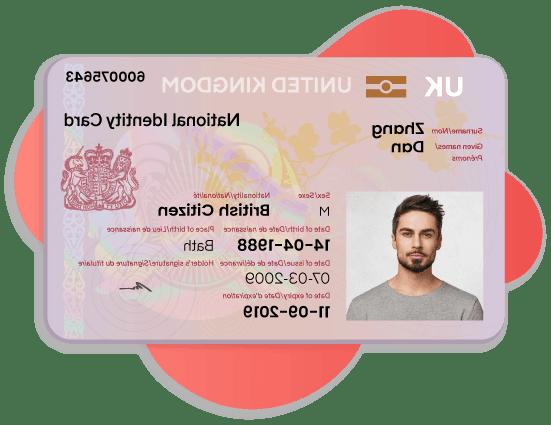 UK UNITED KINGDOM 600075643
National Identity Card
Surname/Nom Zhang
Given names/ Dan
Prénoms
Sex/Sexe Nationality/Nationalité
M British Citizen
Date of birth/Date de naissance Place of birth/Lieu de naissance
14-04-1988 Bath
Date of issue/Date de délivrance Holder's signature/Signature du titulaire
07-03-2009
Date of expiry/Date d'expiration
11-09-2019